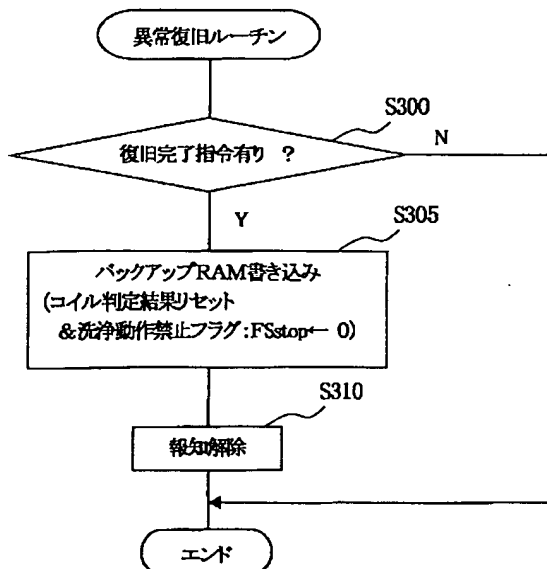 異常復旧ルーチン
S300
復旧完了指令有り ?
N
Y
S305
バックアップRAM書き込み
(コイル判定結果リセット
&洗浄動作禁止フラグ:FSstop← 0)
S310
報知解除
エンド